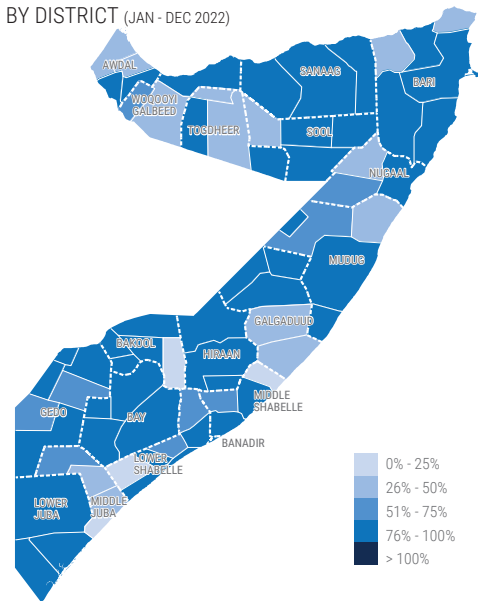 BY DISTRICT (JAN - DEC 2022)
AWDAL
SANAAG
BARI
WOQOOYI
GALBEED
TOGDHEER
SOOL
NUGAAL
MUDUG
GALGADUUD
BAKOOL
HIRAAN
MIDDLE
SHABELLE
GEDO
BAY
BANADIR
LOWER
SHABELLE
LOWER
JUBA
MIDDLE
JUBA
0% - 25%
26% - 50%
51% - 75%
76% - 100%
> 100%